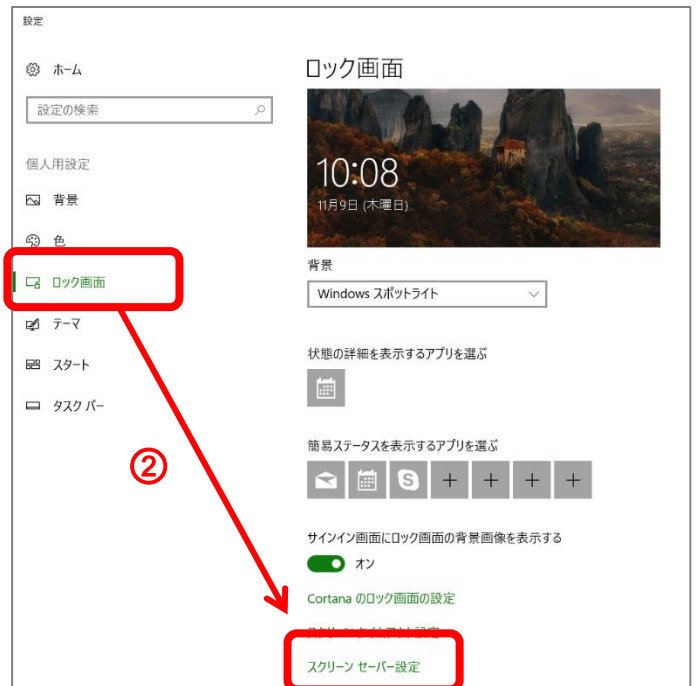 設定
ホーム
設定の検索
個人用設定
背景
色
ロック画面
テーマ
スタート
タスク バー
②
ロック画面
10:08
11月9日 (木曜日)
背景
Windows スポットライト
状態の詳細を表示するアプリを選ぶ
簡易ステータスを表示するアプリを選ぶ
サインイン画面にロック画面の背景画像を表示する
オン
Cortana のロック画面の設定
スクリーン セーバー設定